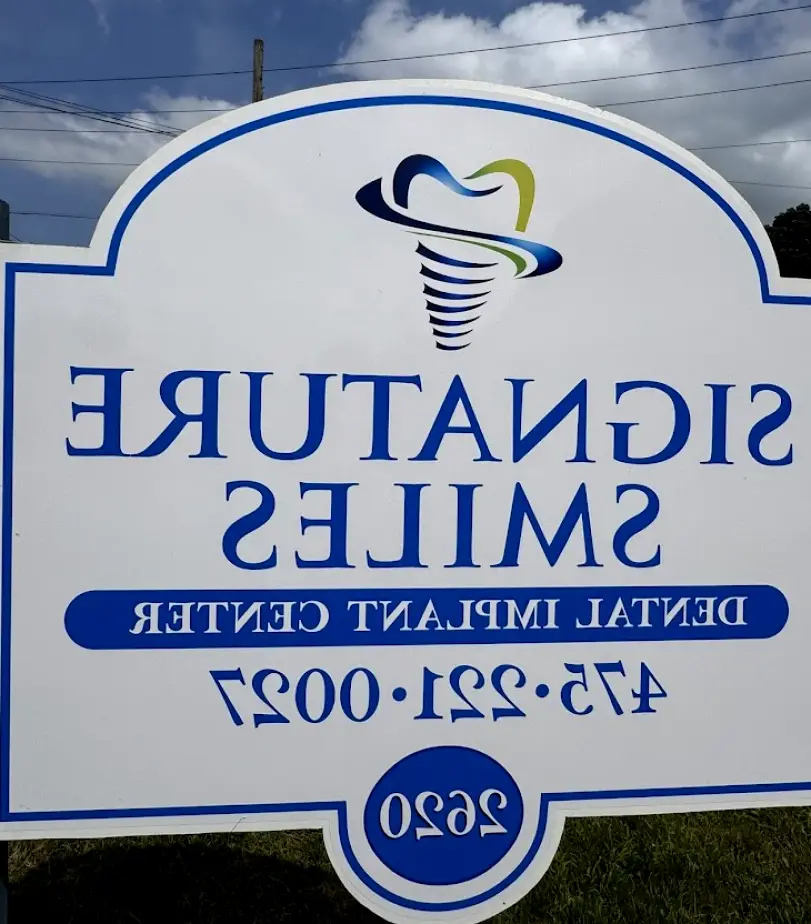 SIGNATURE
SMILES
DENTAL IMPLANT CENTER
475•221•0027
2620